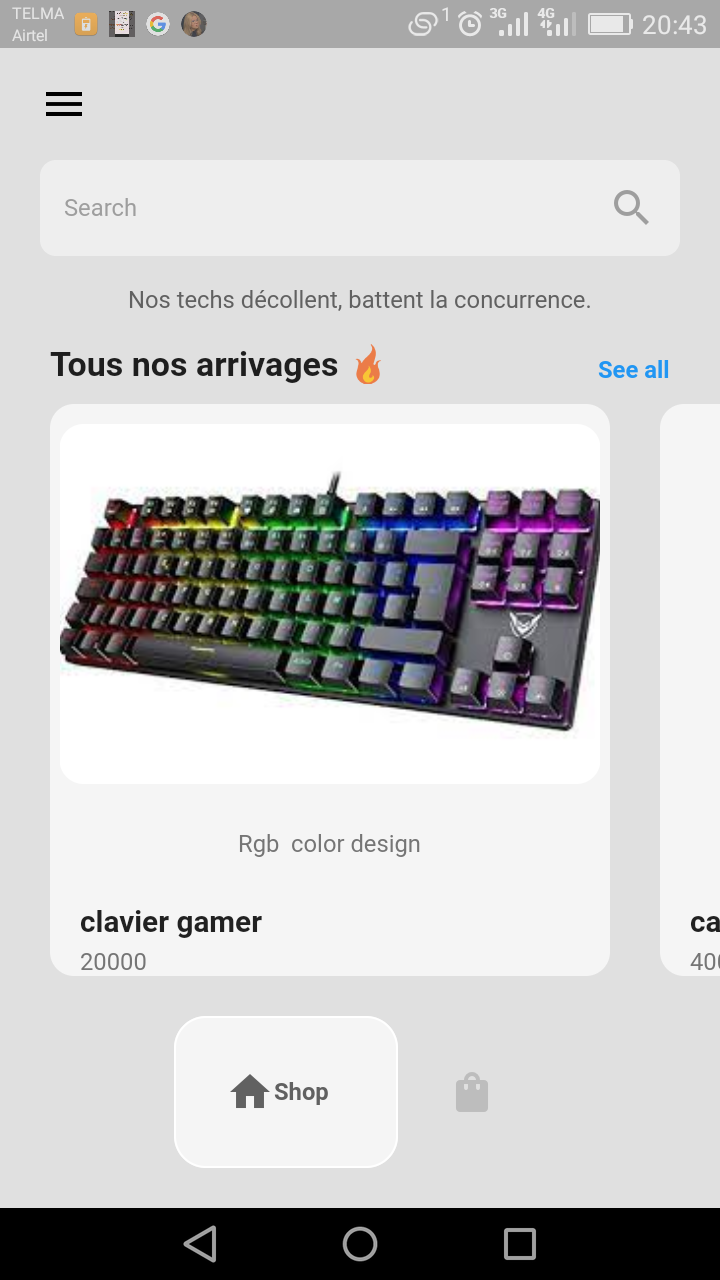 TELMA
Airtel
1
3G
4G
20:43
Search
Nos techs décollent, battent la concurrence.
Tous nos arrivages 🔥
See all
Rgb  color design
clavier gamer
20000
ca
400
Shop